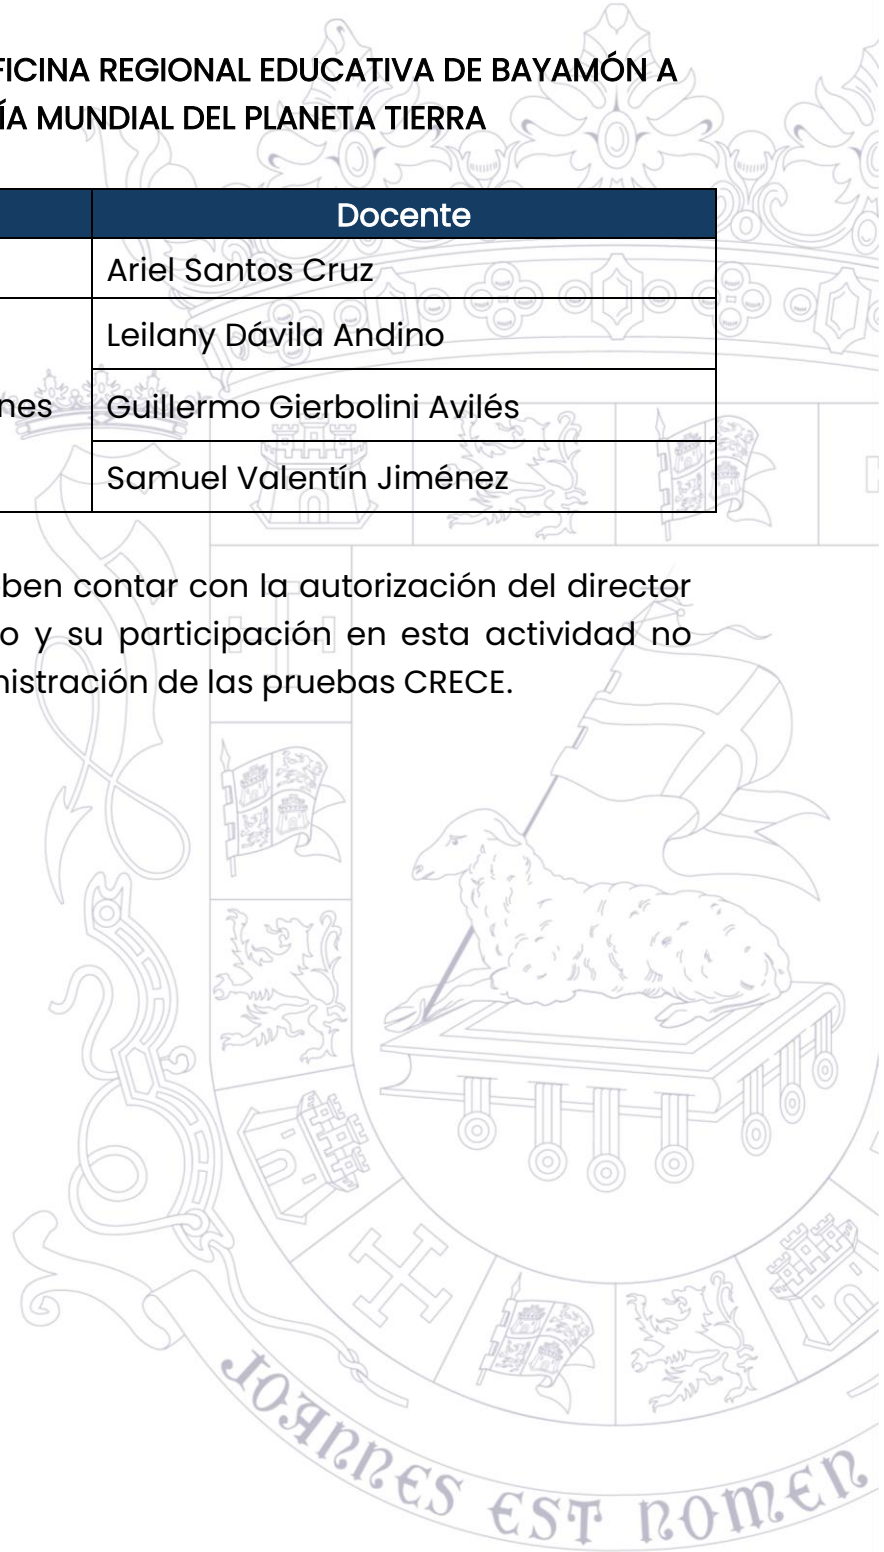 FICINA REGIONAL EDUCATIVA DE BAYAMÓN A
ÍA MUNDIAL DEL PLANETA TIERRA
Docente
Ariel Santos Cruz
Leilany Dávila Andino
nes Guillermo Gierbolini Avilés
Samuel Valentín Jiménez
ben contar con la autorización del director
o y su participación en esta actividad no
nistración de las pruebas CRECE.
JOANNES EST NOMEN